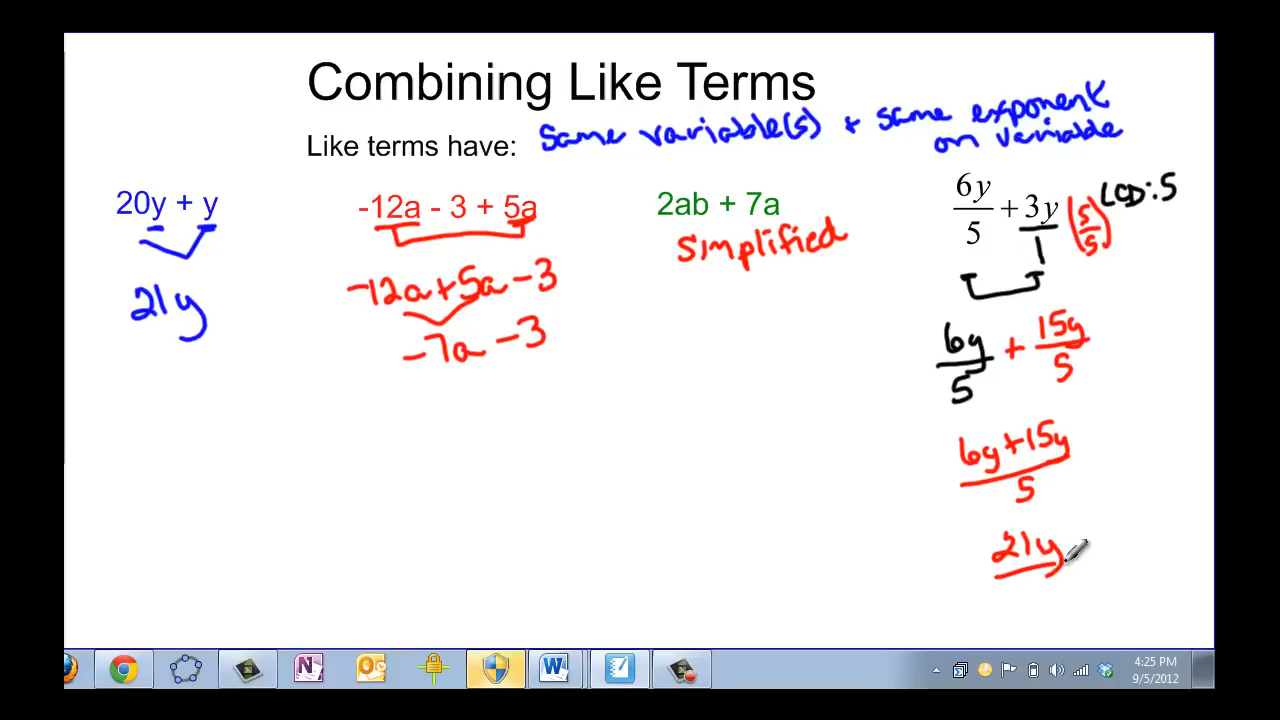 Combining Like Terms
Like terms have: same variable(s) + same exponent
on variable
20y + y
21y
-12a - 3 + 5a
-12a+5a-3
-7a-3
2ab + 7a
simplified
6y/5 + 3y/1 (5/5) LCD: 5
6y/5 + 15y/5
6y+15y/5
21y
4:25 PM
9/5/2012